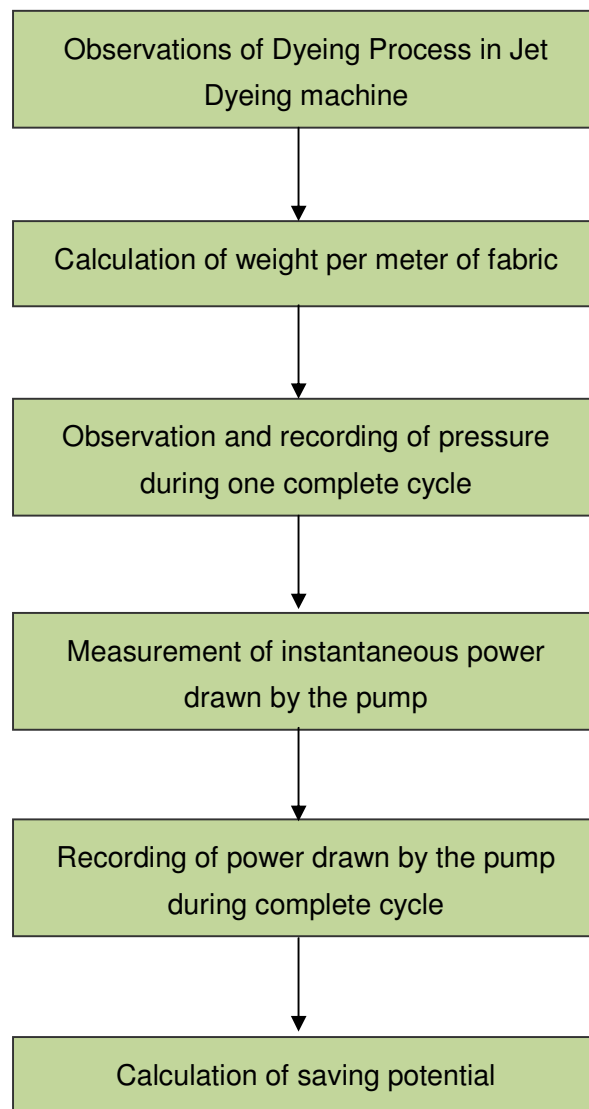 Observations of Dyeing Process in Jet
Dyeing machine
Calculation of weight per meter of fabric
Observation and recording of pressure
during one complete cycle
Measurement of instantaneous power
drawn by the pump
Recording of power drawn by the pump
during complete cycle
Calculation of saving potential